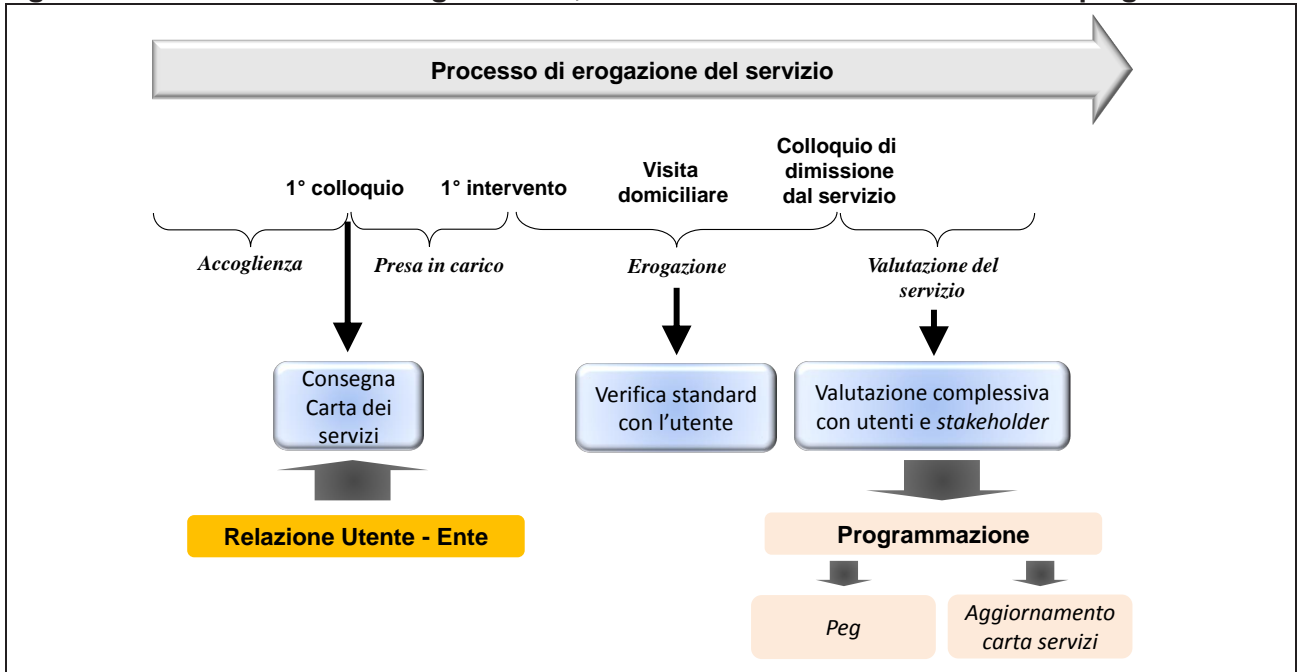 Processo di erogazione del servizio
1° colloquio
1° intervento
Visita
domiciliare
Colloquio di
dimissione
dal servizio
Accoglienza
Presa in carico
Erogazione
Valutazione del
servizio
Consegna
Carta dei
servizi
Verifica standard
con l'utente
Valutazione complessiva
con utenti e stakeholder
Relazione Utente - Ente
Programmazione
Peg
Aggiornamento
carta servizi